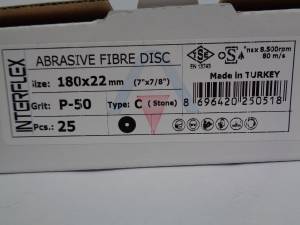 INTERFLEX
ABRASIVE FIBRE DISC
Size: 180x22 mm (7"x7/8")
Grit: P-50 Type: C (Stone)
Pcs.: 25
TSE
EN 13743
8.500rpm
80 m/s
Made in TURKEY
8 696420 250518